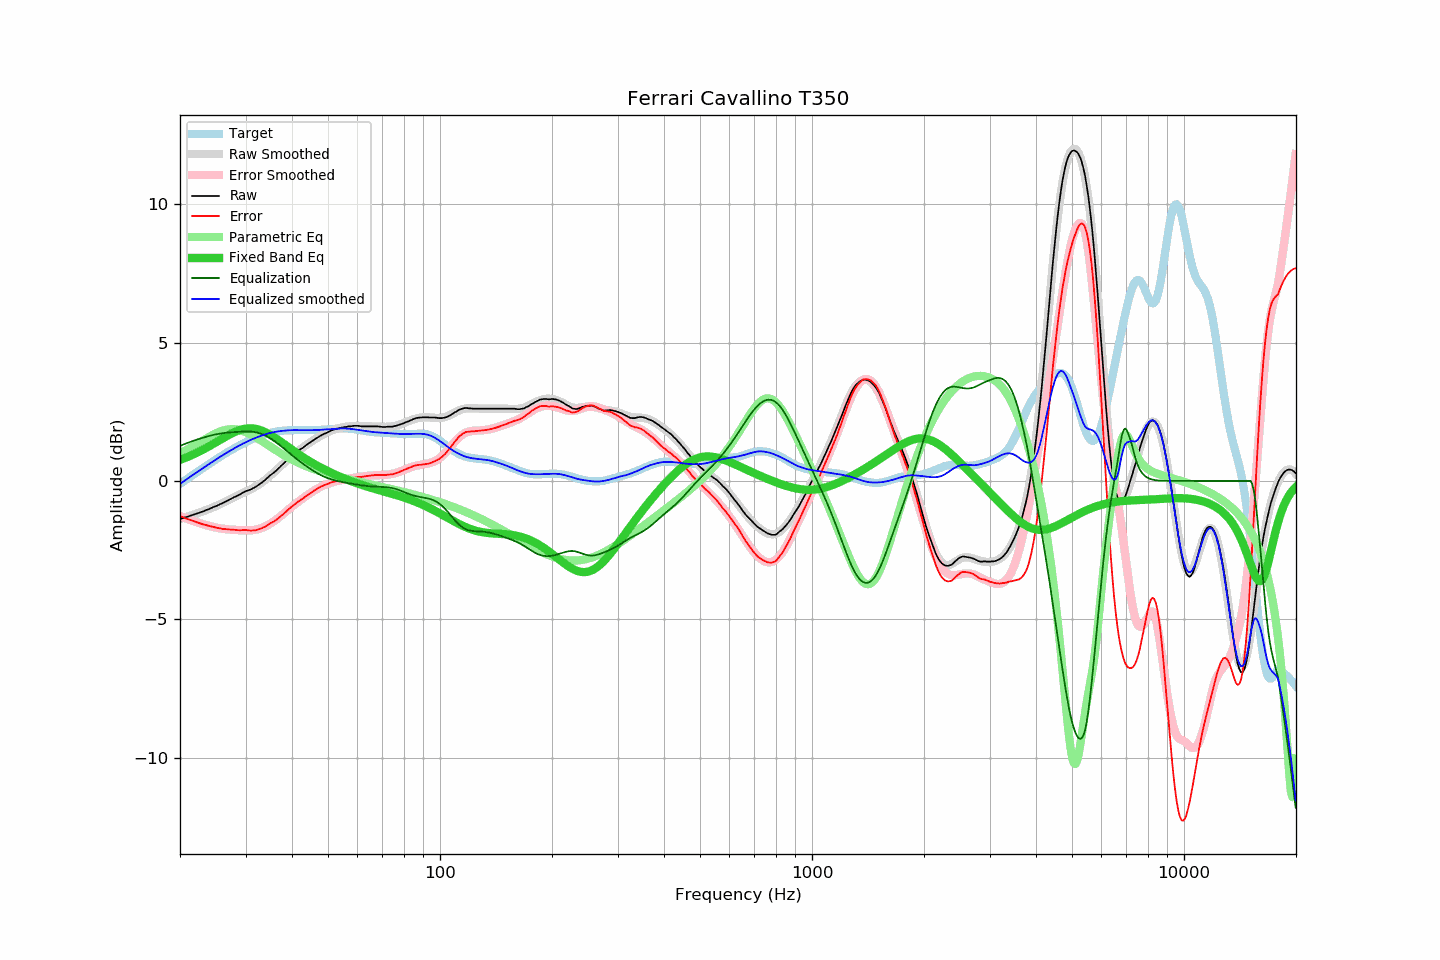 Ferrari Cavallino T350
Target
Raw Smoothed
Error Smoothed
Raw
Error
Parametric Eq
Fixed Band Eq
Equalization
Equalized smoothed
10
5
0
−5
−10
Amplitude (dBr)
100
1000
10000
Frequency (Hz)